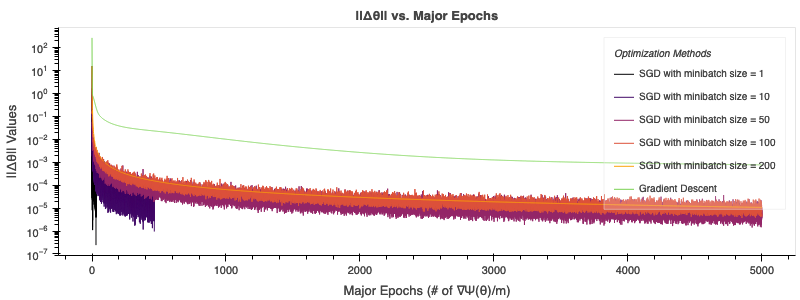 ||Δθ|| vs. Major Epochs
||Δθ|| Values
10²
10¹
10⁰
10⁻¹
10⁻²
10⁻³
10⁻⁴
10⁻⁵
10⁻⁶
10⁻⁷
Optimization Methods
SGD with minibatch size = 1
SGD with minibatch size = 10
SGD with minibatch size = 50
SGD with minibatch size = 100
SGD with minibatch size = 200
Gradient Descent
0 1000 2000 3000 4000 5000
Major Epochs (# of ∇Ψ(θ)/m)